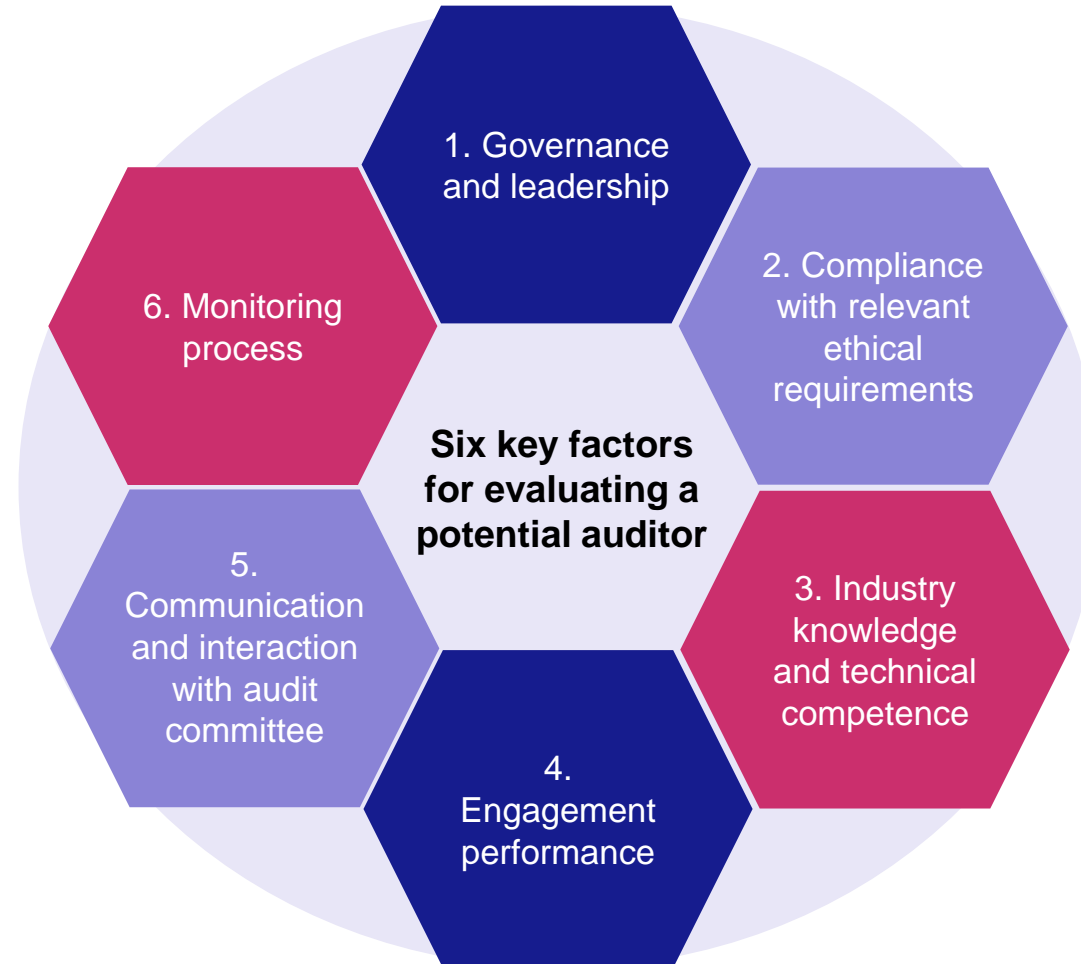 1. Governance
and leadership
2. Compliance
with relevant
ethical
requirements
3. Industry
knowledge
and technical
competence
4.
Engagement
performance
5.
Communication
and interaction
with audit
committee
6. Monitoring
process
Six key factors
for evaluating a
potential auditor